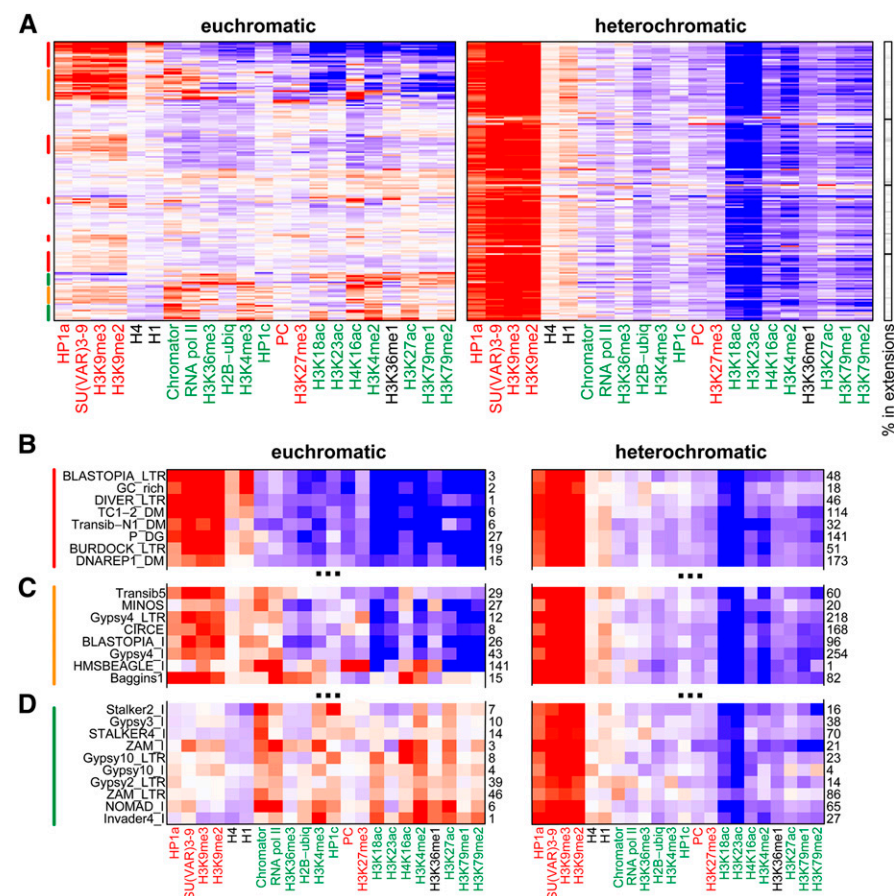 A
euchromatic
heterochromatic
HP1a
SU(VAR)3-9
H3K9me3
H3K9me2
H4
H1
Chromator
RNA pol II
H3K36me3
H2B-ubiq
H3K4me3
HP1c
PC
H3K27me3
H3K18ac
H3K23ac
H4K16ac
H3K4me2
H3K36me1
H3K27ac
H3K79me1
H3K79me2
HP1a
SU(VAR)3-9
H3K9me3
H3K9me2
H4
H1
Chromator
RNA pol II
H3K36me3
H2B-ubiq
H3K4me3
HP1c
PC
H3K27me3
H3K18ac
H3K23ac
H4K16ac
H3K4me2
H3K36me1
H3K27ac
H3K79me1
H3K79me2
% in extensions
B
euchromatic
heterochromatic
BLASTOPIA_LTR 3 48
GC_rich 2 18
DIVER_LTR 1 46
TC1-2_DM 6 114
Transib-N1_DM 6 32
P_DG 27 141
BURDOCK_LTR 19 51
DNAREP1_DM 15 173
C
Transib5 29 60
MINOS 27 20
Gypsy4_LTR 12 218
CIRCE 8 168
BLASTOPIA_I 26 96
Gypsy4_I 43 254
HMSBEAGLE_I 141 1
Baggins1 15 82
D
Stalker2_I 7 16
Gypsy3_I 10 38
STALKER4_I 14 70
ZAM_I 3 21
Gypsy10_LTR 8 23
Gypsy10_I 4 4
Gypsy2_LTR 39 14
ZAM_LTR 46 86
NOMAD_I 6 65
Invader4_I 1 27
HP1a
SU(VAR)3-9
H3K9me3
H3K9me2
H4
H1
Chromator
RNA pol II
H3K36me3
H2B-ubiq
H3K4me3
HP1c
PC
H3K27me3
H3K18ac
H3K23ac
H4K16ac
H3K4me2
H3K36me1
H3K27ac
H3K79me1
H3K79me2
HP1a
SU(VAR)3-9
H3K9me3
H3K9me2
H4
H1
Chromator
RNA pol II
H3K36me3
H2B-ubiq
H3K4me3
HP1c
PC
H3K27me3
H3K18ac
H3K23ac
H4K16ac
H3K4me2
H3K36me1
H3K27ac
H3K79me1
H3K79me2